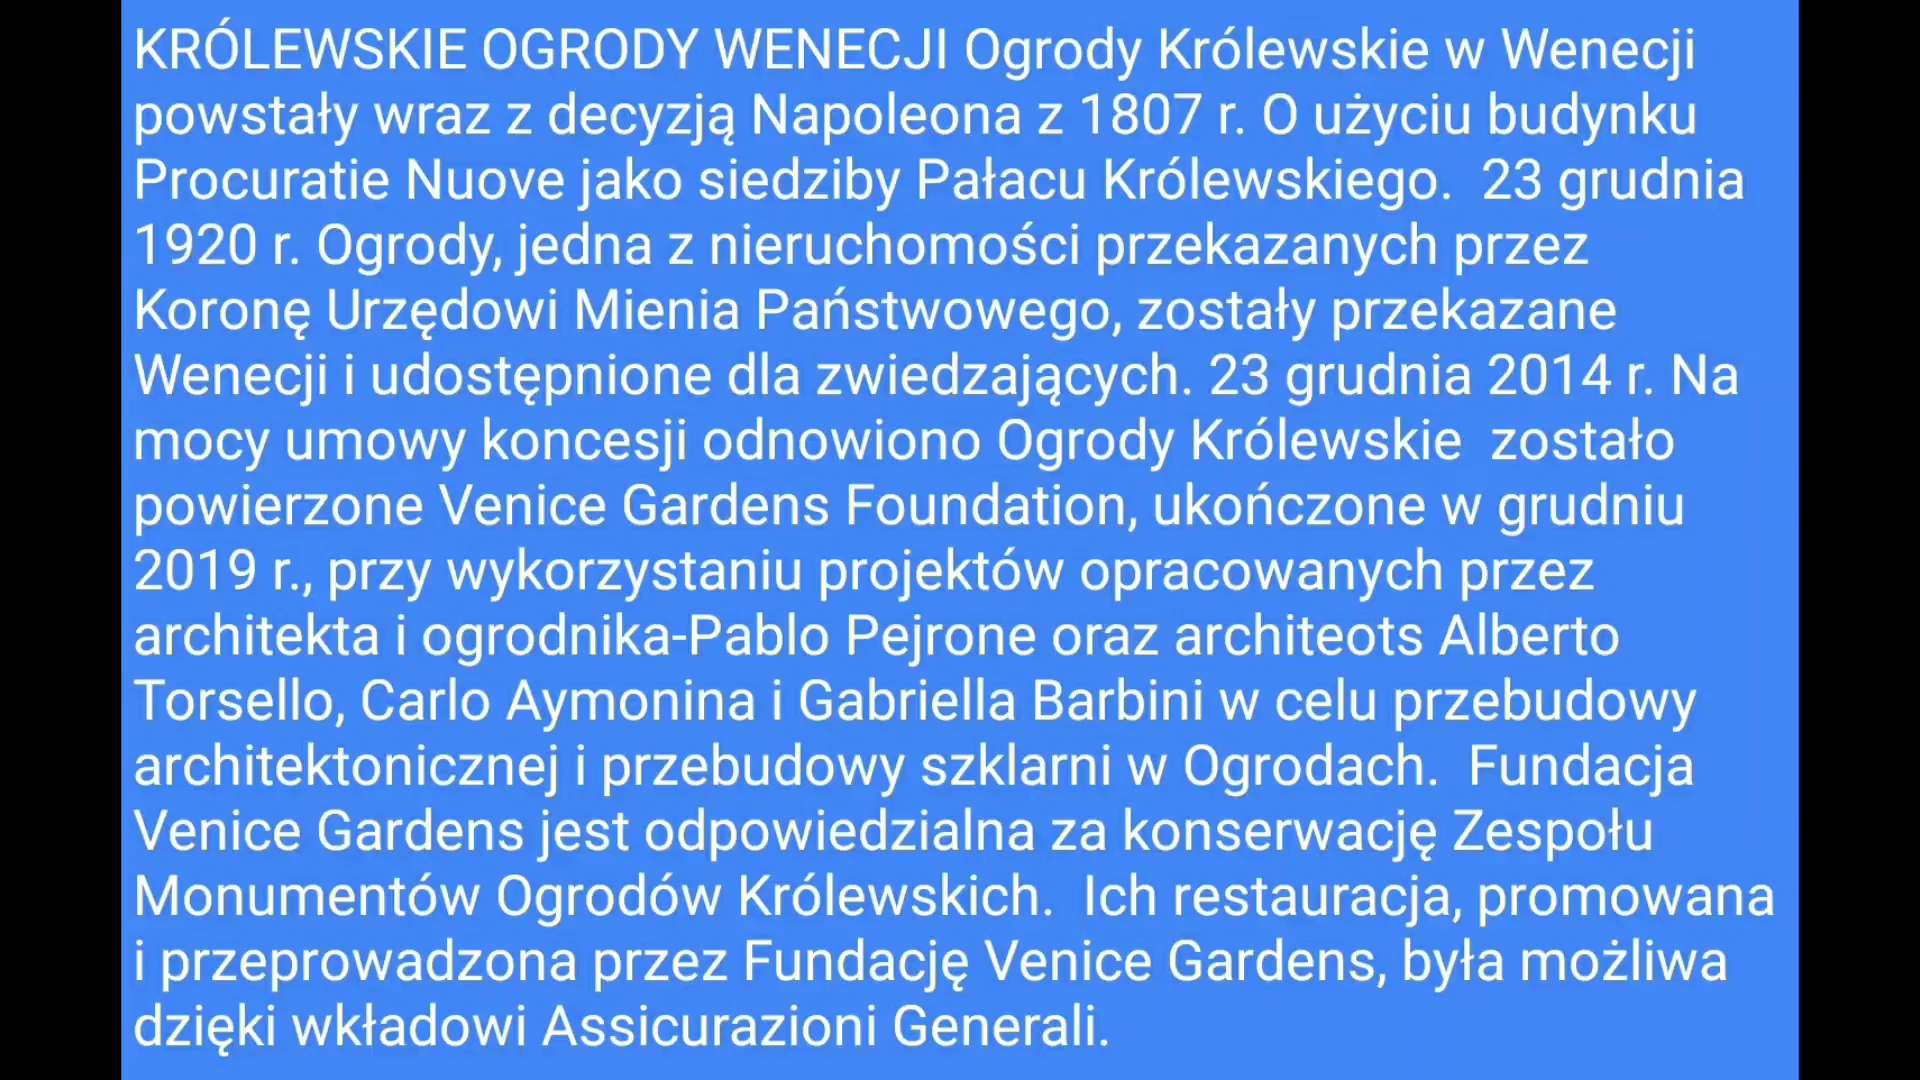 KRÓLEWSKIE OGRODY WENECJI Ogrody Królewskie w Wenecji
powstały wraz z decyzją Napoleona z 1807 r. O użyciu budynku
Procuratie Nuove jako siedziby Pałacu Królewskiego.  23 grudnia
1920 r. Ogrody, jedna z nieruchomości przekazanych przez
Koronę Urzędowi Mienia Państwowego, zostały przekazane
Wenecji i udostępnione dla zwiedzających. 23 grudnia 2014 r. Na
mocy umowy koncesji odnowiono Ogrody Królewskie  zostało
powierzone Venice Gardens Foundation, ukończone w grudniu
2019 r., przy wykorzystaniu projektów opracowanych przez
architekta i ogrodnika-Pablo Pejrone oraz architeots Alberto
Torsello, Carlo Aymonina i Gabriella Barbini w celu przebudowy
architektonicznej i przebudowy szklarni w Ogrodach.  Fundacja
Venice Gardens jest odpowiedzialna za konserwację Zespołu
Monumentów Ogrodów Królewskich.  Ich restauracja, promowana
i przeprowadzona przez Fundację Venice Gardens, była możliwa
dzięki wkładowi Assicurazioni Generali.